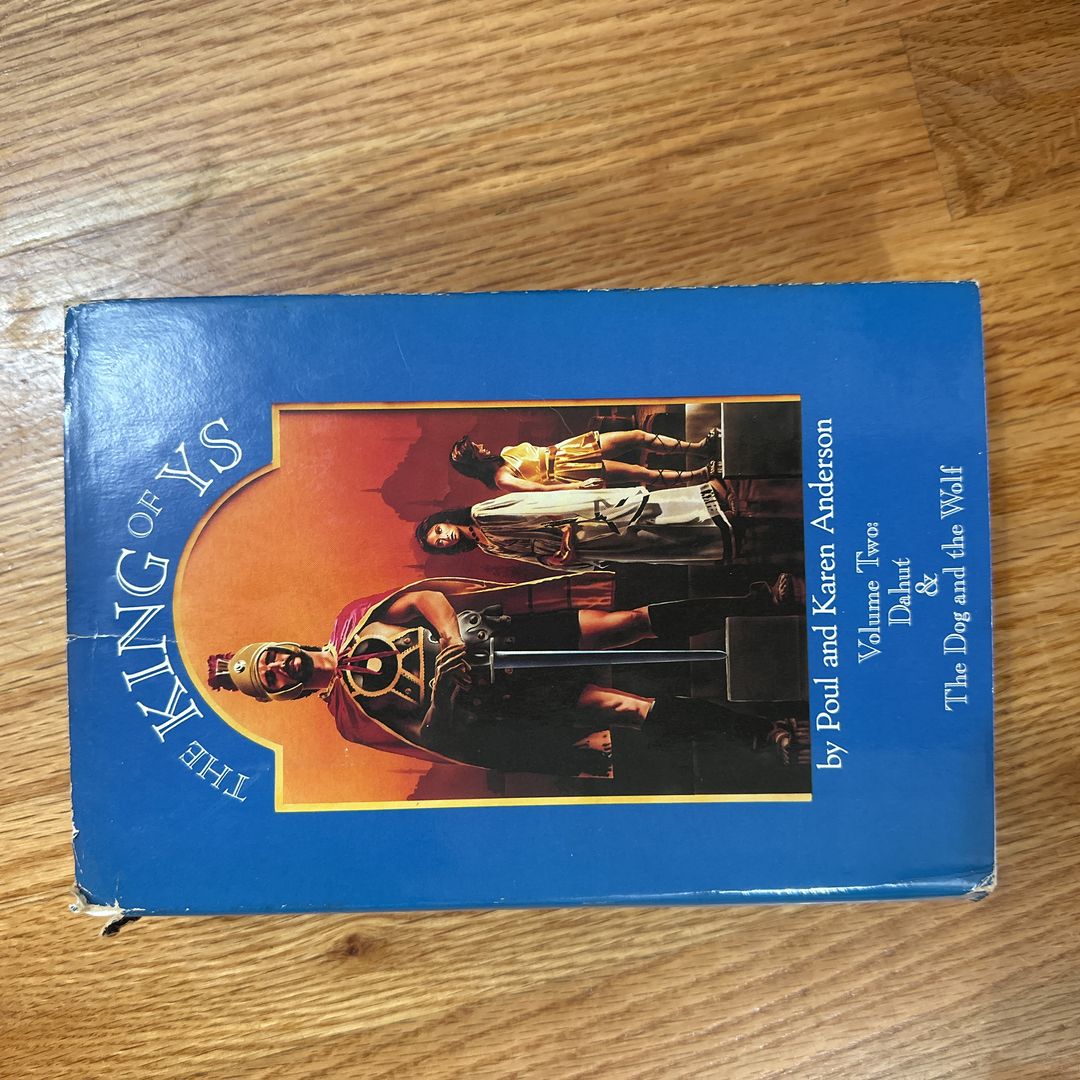 THE KING OF YS
by Poul and Karen Anderson
Volume Two:
Dahut
&
The Dog and the Wolf